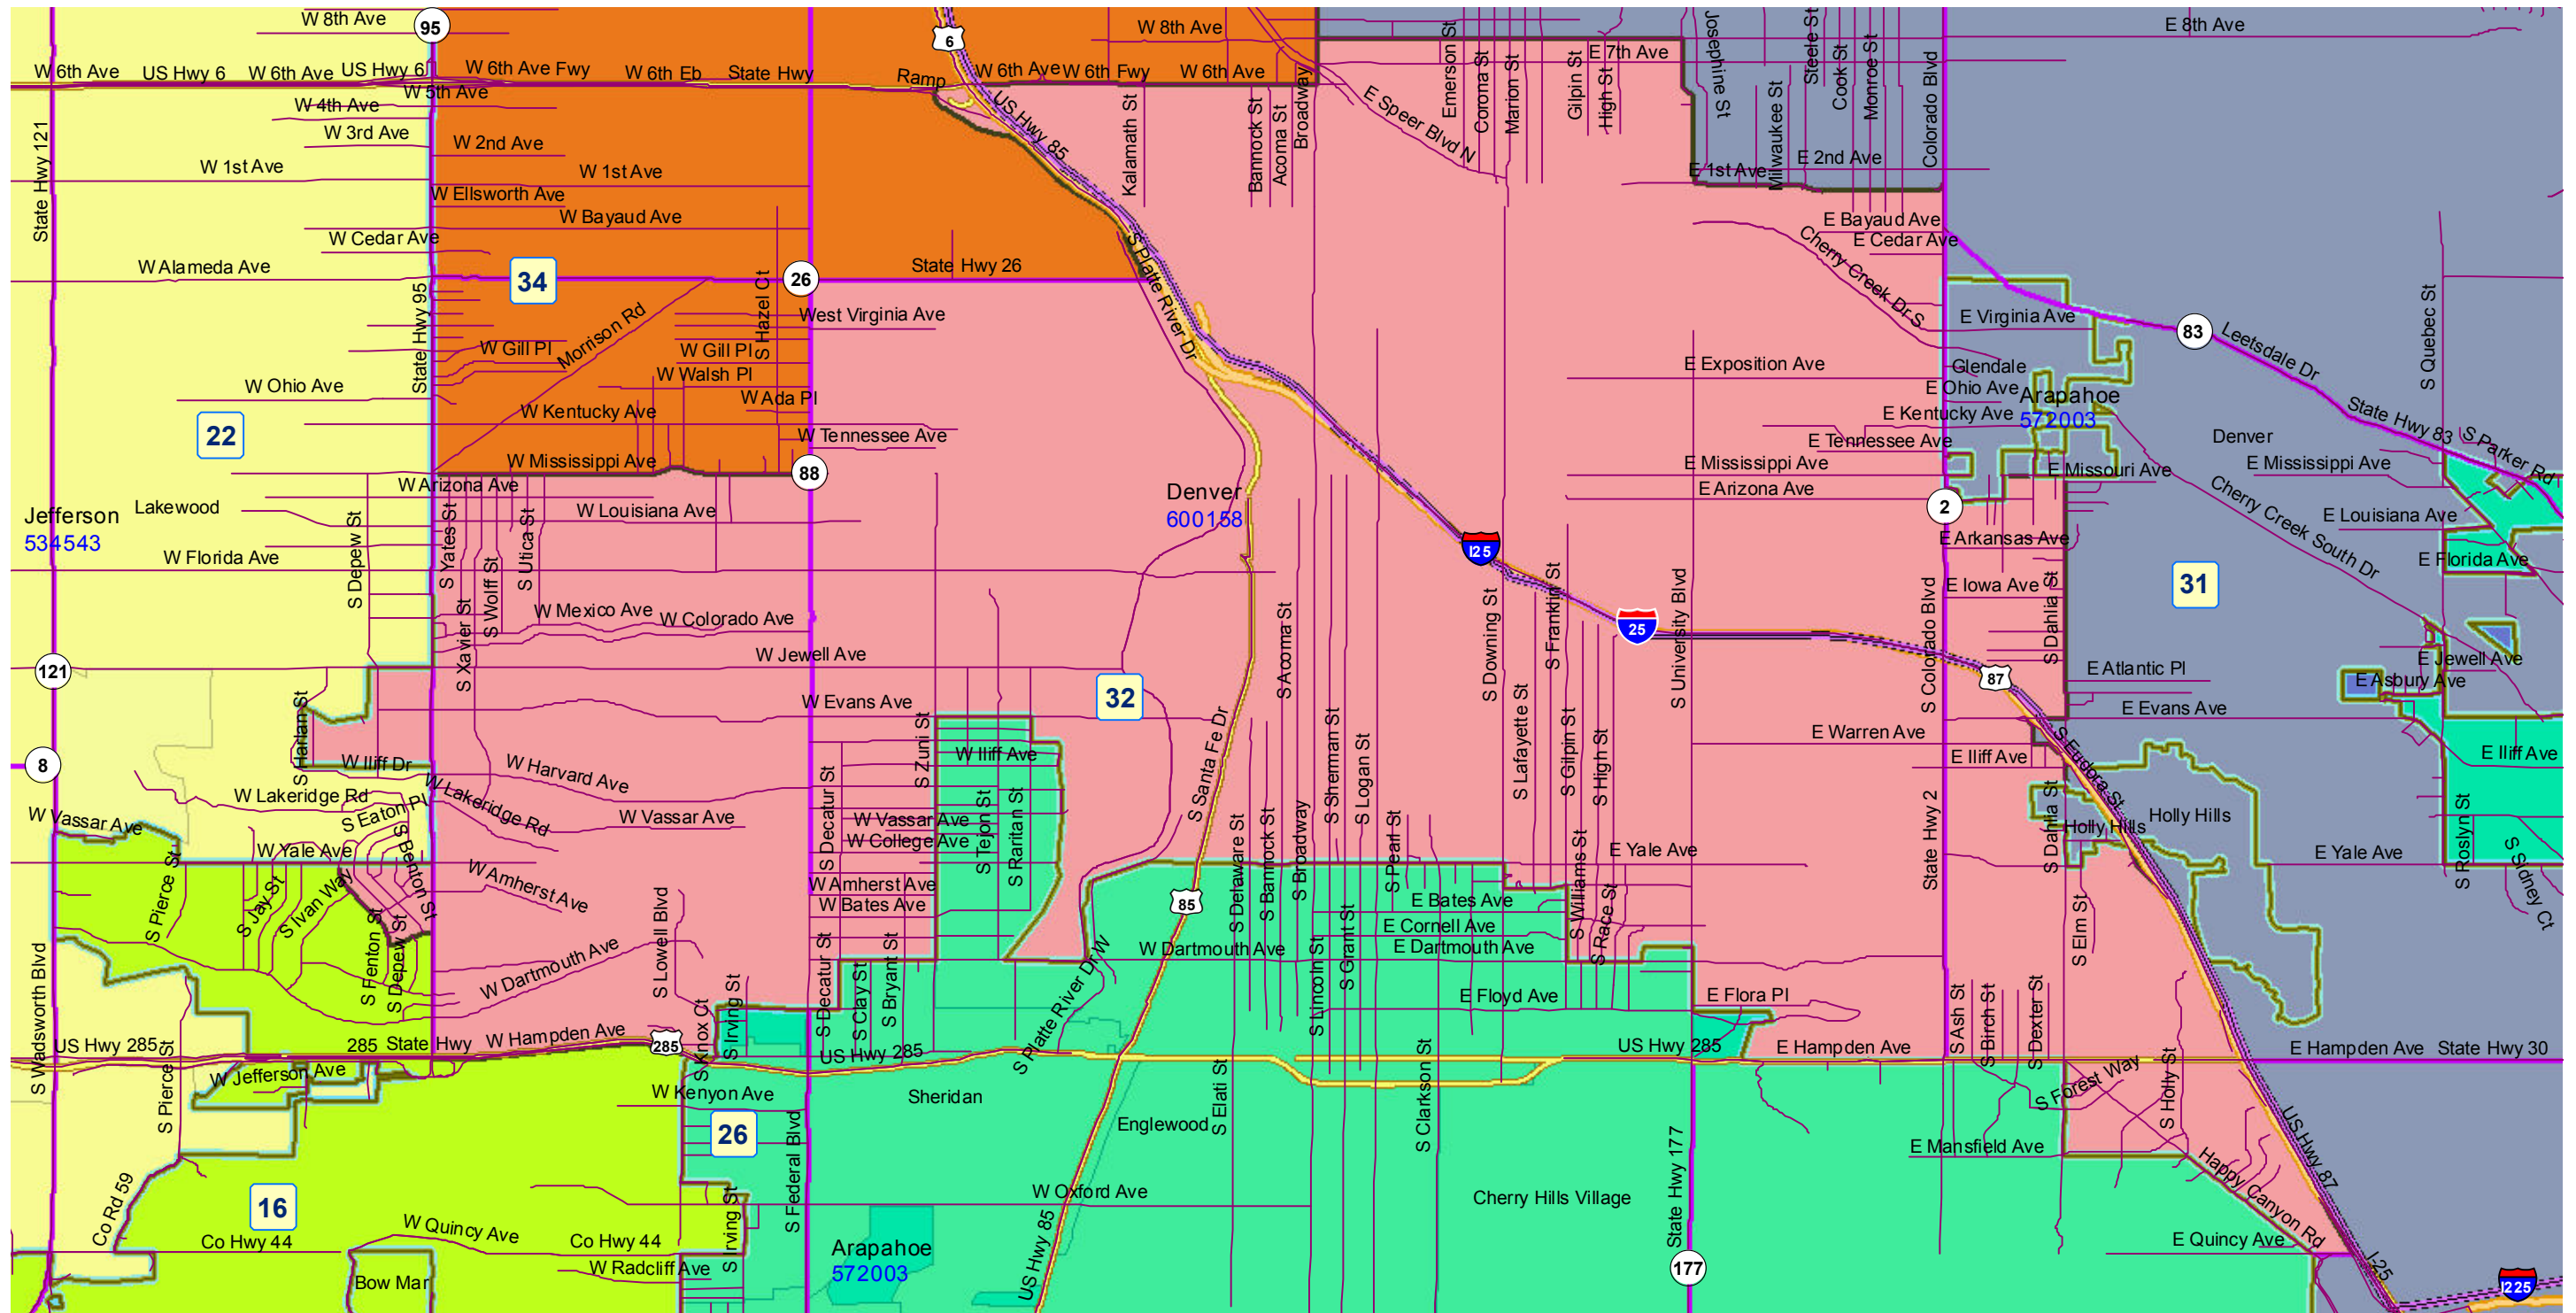 W 8th Ave
95
6
W 8th Ave
E 8th Ave
W 6th Ave
US Hwy 6
W 6th Ave
US Hwy 6
W 6th Ave Fwy
W 6th Eb
State Hwy
Ramp
W 6th Ave
W 6th Fwy
W 6th Ave
E 7th Ave
W 5th Ave
W 4th Ave
W 3rd Ave
W 2nd Ave
W 1st Ave
W 1st Ave
W Ellsworth Ave
W Bayaud Ave
W Cedar Ave
W Alameda Ave
State Hwy 121
US Hwy 85
Kalamath St
Bannock St
Acoma St
Broadway
E Speer Blvd N
Emerson St
Corona St
Marion St
Gilpin St
High St
Josephine St
Milwaukee St
Steele St
Cook St
Monroe St
Colorado Blvd
E 1st Ave
E 2nd Ave
E Bayaud Ave
E Cedar Ave
Cherry Creek Dr S
34
26
State Hwy 26
S Platte River Dr
State Hwy 95
S Hazel Ct
West Virginia Ave
Morrison Rd
W Gill Pl
W Gill Pl
W Walsh Pl
W Ada Pl
W Ohio Ave
W Kentucky Ave
W Tennessee Ave
22
W Mississippi Ave
88
E Virginia Ave
83
Leetsdale Dr
S Quebec St
E Exposition Ave
Glendale
E Ohio Ave
Arapahoe
572003
E Kentucky Ave
E Tennessee Ave
State Hwy 83
S Parker Rd
Denver
E Mississippi Ave
E Missouri Ave
E Mississippi Ave
E Arizona Ave
W Arizona Ave
Lakewood
Jefferson
534543
W Louisiana Ave
Denver
600158
2
Cherry Creek South Dr
E Louisiana Ave
E Arkansas Ave
E Florida Ave
W Florida Ave
I25
S Depew St
S Yates St
S Xavier St
S Wolff St
S Utica St
E Iowa Ave
S Dahlia St
31
W Mexico Ave
W Colorado Ave
25
S Acoma St
S Downing St
S Franklin St
S University Blvd
S Colorado Blvd
121
W Jewell Ave
E Jewell Ave
E Atlantic Pl
87
E Asbury Ave
32
W Evans Ave
E Evans Ave
S Harlan St
E Warren Ave
W Iliff Ave
E Iliff Ave
E Iliff Ave
8
W Iliff Dr
W Harvard Ave
S Zuni St
S Santa Fe Dr
S Sherman St
S Logan St
S Lafayette St
S Gilpin St
S High St
S Eudora St
W Lakeridge Rd
W Lakeridge Rd
S Eaton Pl
W Vassar Ave
W Vassar Ave
W Vassar Ave
W College Ave
S Decatur St
S Tejon St
S Raritan St
S Delaware St
S Bannock St
S Broadway
S Pearl St
Holly Hills
Holly Hills
W Yale Ave
S Benton St
E Yale Ave
E Yale Ave
S Dahlia St
State Hwy 2
S Roslyn St
S Sidney Ct
S Pierce St
S Jay St
S Ivan Way
W Amherst Ave
W Amherst Ave
W Bates Ave
85
E Bates Ave
S Williams St
S Race St
E Cornell Ave
S Fenton St
S Depew St
W Dartmouth Ave
W Dartmouth Ave
E Dartmouth Ave
S Lowell Blvd
S Decatur St
S Clay St
S Bryant St
S Platte River Dr W
S Lincoln St
S Grant St
S Elm St
S Wadsworth Blvd
S Knox Ct
S Irving St
E Floyd Ave
E Flora Pl
S Ash St
S Birch St
S Dexter St
US Hwy 285
285 State Hwy
W Hampden Ave
285
US Hwy 285
US Hwy 285
E Hampden Ave
E Hampden Ave
State Hwy 30
S Pierce St
W Jefferson Ave
W Kenyon Ave
Sheridan
Englewood
S Elati St
S Clarkson St
S Forest Way
S Holly St
26
S Federal Blvd
State Hwy 177
E Mansfield Ave
US Hwy 87
Happy Canyon Rd
16
Co Rd 59
W Oxford Ave
Cherry Hills Village
Co Hwy 44
W Quincy Ave
Co Hwy 44
S Irving St
Arapahoe
572003
US Hwy 85
E Quincy Ave
W Radcliff Ave
Bow Mar
177
I-25
I225